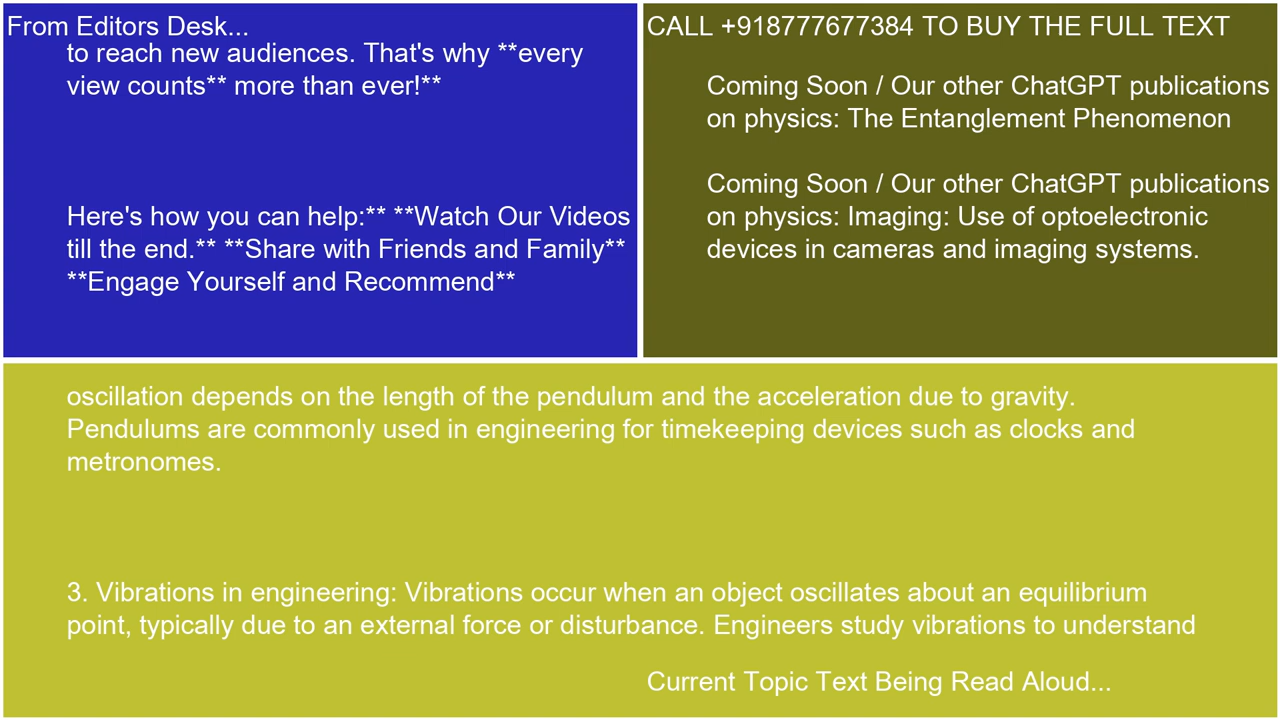 From Editors Desk...
to reach new audiences. That's why **every
view counts** more than ever!**
Here's how you can help:** **Watch Our Videos
till the end.** **Share with Friends and Family**
**Engage Yourself and Recommend**
CALL +918777677384 TO BUY THE FULL TEXT
Coming Soon / Our other ChatGPT publications
on physics: The Entanglement Phenomenon
Coming Soon / Our other ChatGPT publications
on physics: Imaging: Use of optoelectronic
devices in cameras and imaging systems.
oscillation depends on the length of the pendulum and the acceleration due to gravity.
Pendulums are commonly used in engineering for timekeeping devices such as clocks and
metronomes.
3. Vibrations in engineering: Vibrations occur when an object oscillates about an equilibrium
point, typically due to an external force or disturbance. Engineers study vibrations to understand
Current Topic Text Being Read Aloud...